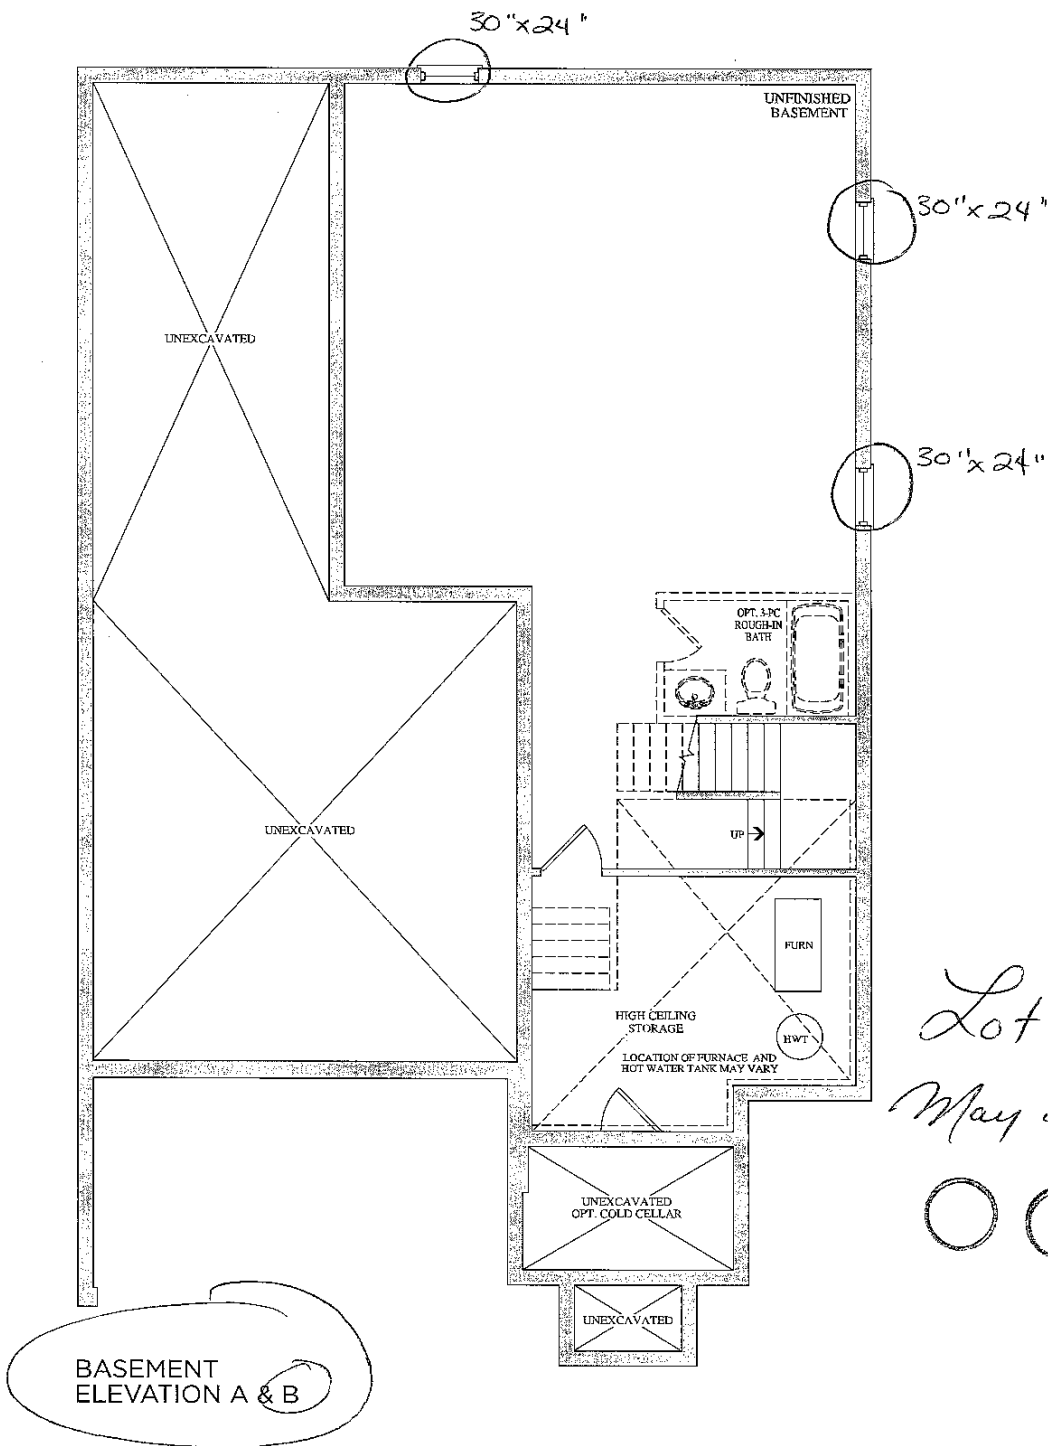 30"x24"
UNFINISHED
BASEMENT
30"x24"
UNEXCAVATED
30"x24"
OPT. 3-PC
ROUGH-IN
BATH
UNEXCAVATED
UP
FURN
HIGH CEILING
STORAGE
HWT
LOCATION OF FURNACE AND
HOT WATER TANK MAY VARY
Lot
May
UNEXCAVATED
OPT. COLD CELLAR
UNEXCAVATED
BASEMENT
ELEVATION A & B